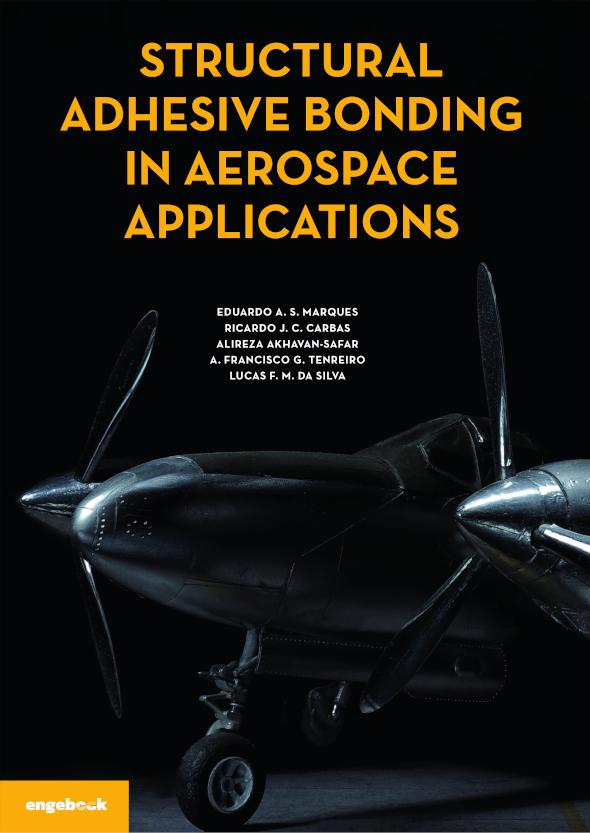 STRUCTURAL
ADHESIVE BONDING
IN AEROSPACE
APPLICATIONS
EDUARDO A. S. MARQUES
RICARDO J. C. CARBAS
ALIREZA AKHAVAN-SAFAR
A. FRANCISCO G. TENREIRO
LUCAS F. M. DA SILVA
engebook